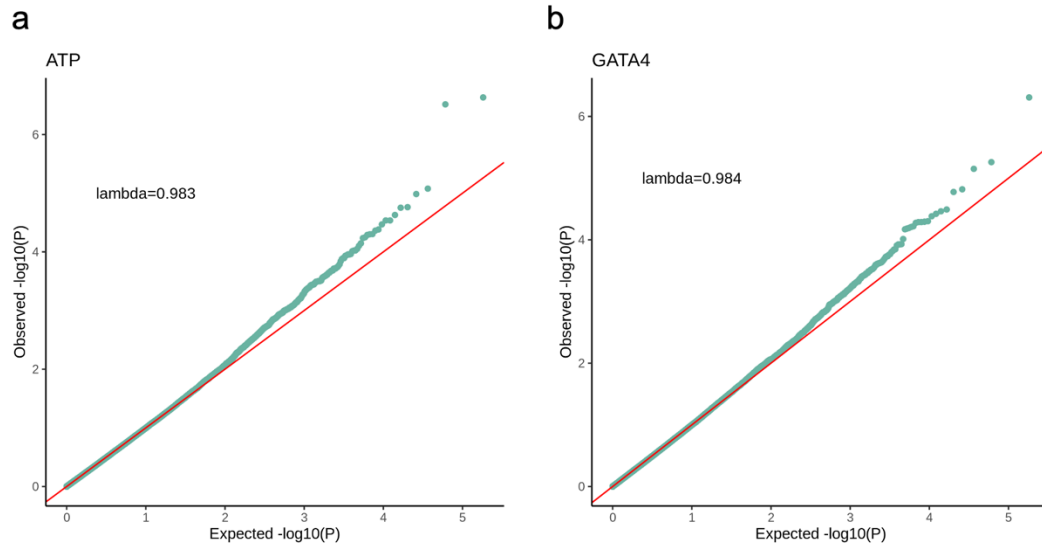 a
ATP
lambda=0.983
Observed -log10(P)
6
4
2
0
0 1 2 3 4 5
Expected -log10(P)
b
GATA4
lambda=0.984
Observed -log10(P)
6
4
2
0
0 1 2 3 4 5
Expected -log10(P)